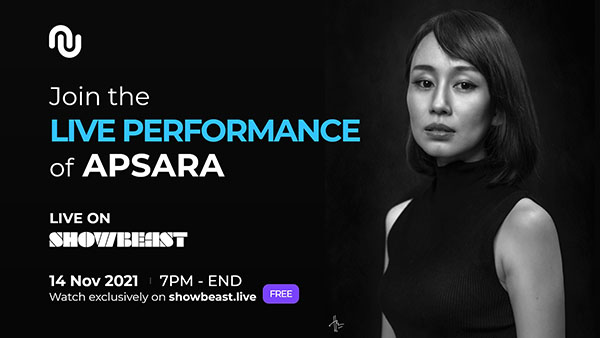 Join the
LIVE PERFORMANCE
of APSARA
LIVE ON
SHOWBEAST
14 Nov 2021 | 7PM - END
Watch exclusively on showbeast.live FREE